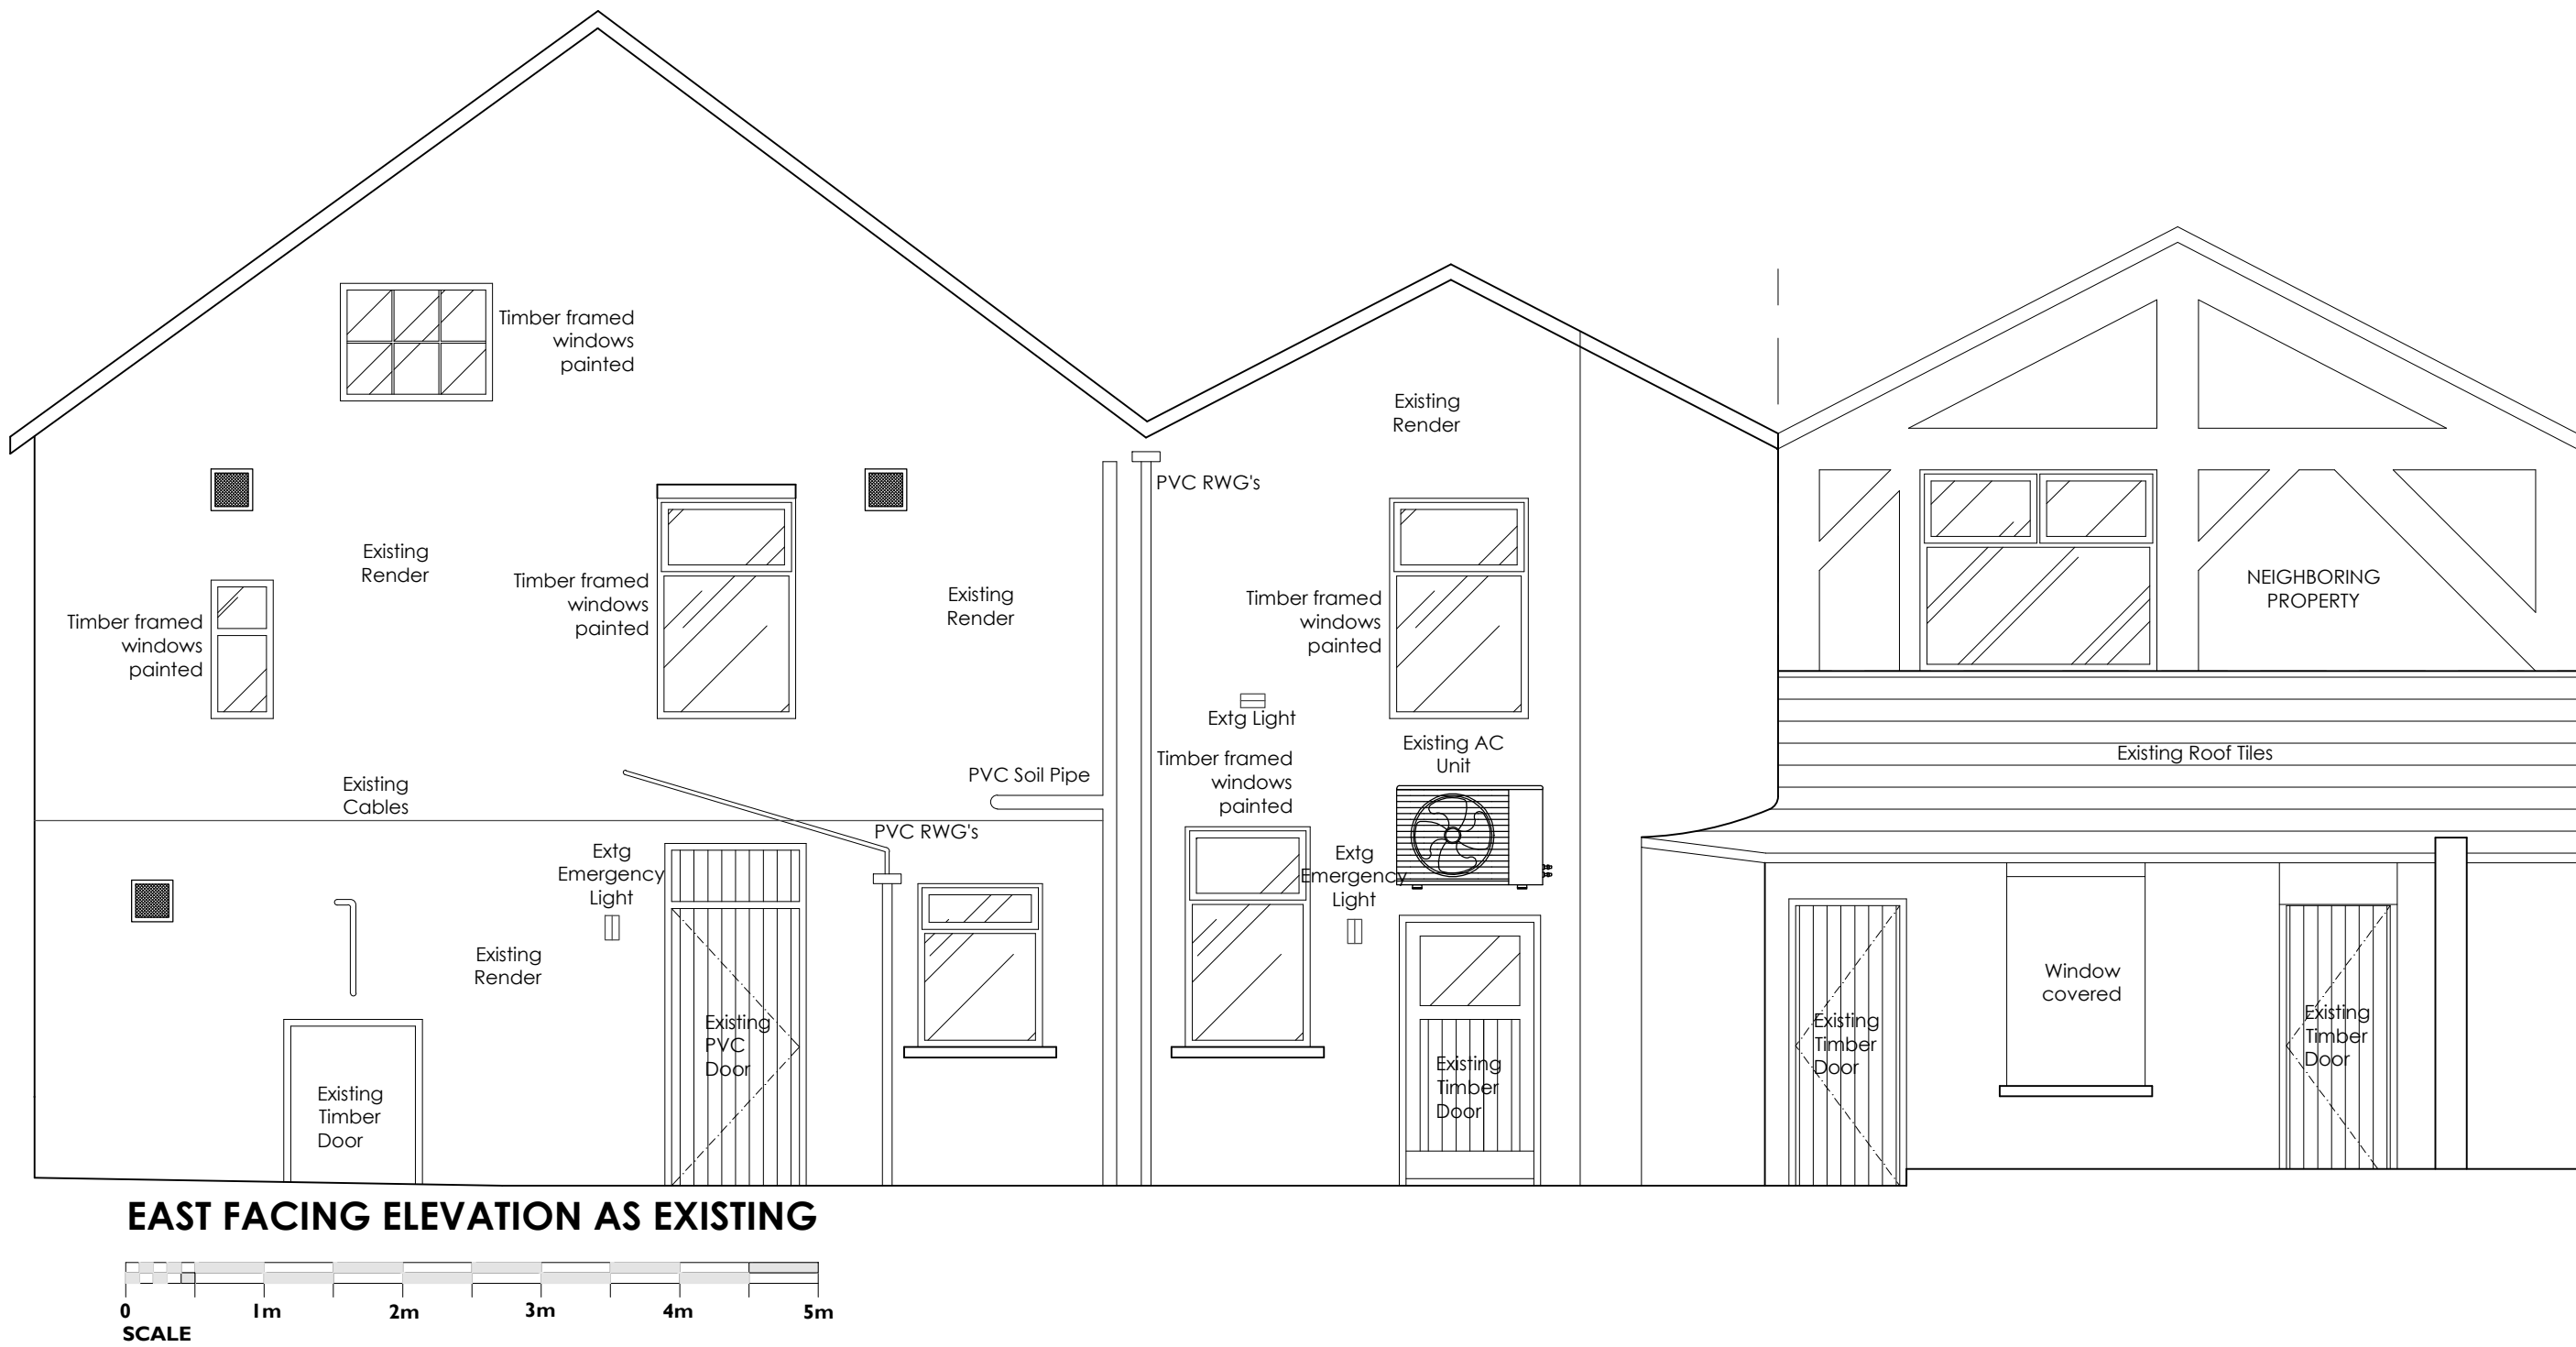 Timber framed
windows
painted
Existing
Render
PVC RWG's
Existing
Render
Timber framed
windows
painted
Timber framed
windows
painted
Existing
Render
Timber framed
windows
painted
NEIGHBORING
PROPERTY
Extg Light
Existing AC
Unit
Timber framed
windows
painted
Existing Roof Tiles
Existing
Cables
PVC Soil Pipe
PVC RWG's
Extg
Emergency
Light
Extg
Emergency
Light
Existing
Render
Existing
PVC
Door
Existing
Timber
Door
Existing
Timber
Door
Existing
Timber
Door
Window
covered
Existing
Timber
Door
EAST FACING ELEVATION AS EXISTING
0 1m 2m 3m 4m 5m
SCALE